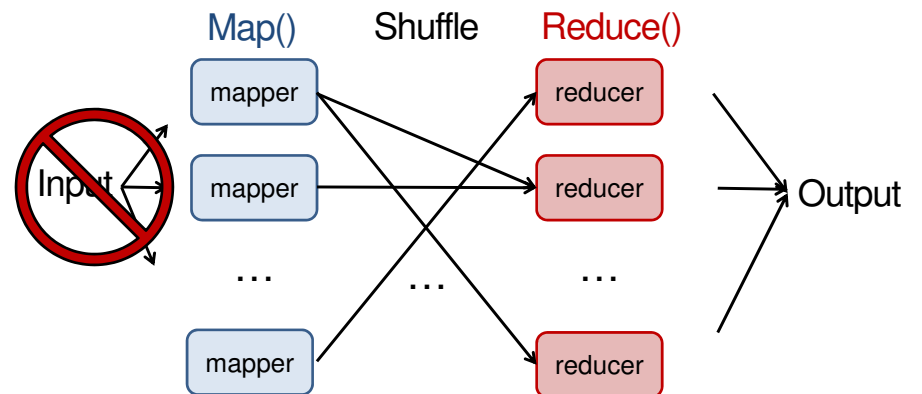 Map() Shuffle Reduce()
mapper reducer
Input mapper reducer Output
... ... ...
mapper reducer